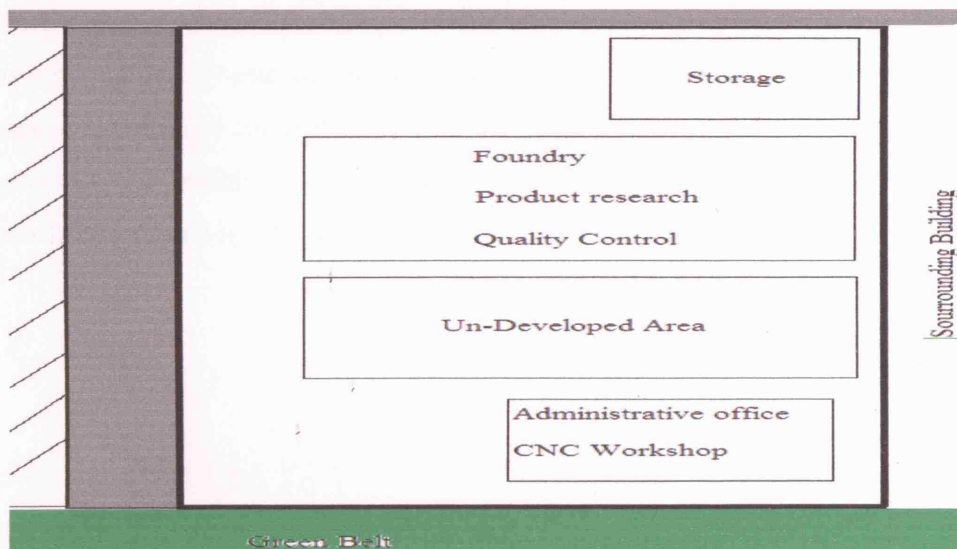 Storage
Foundry
Product research
Quality Control
Sourrounding Building
Un-Developed Area
Administrative office
CNC Workshop
Green Belt